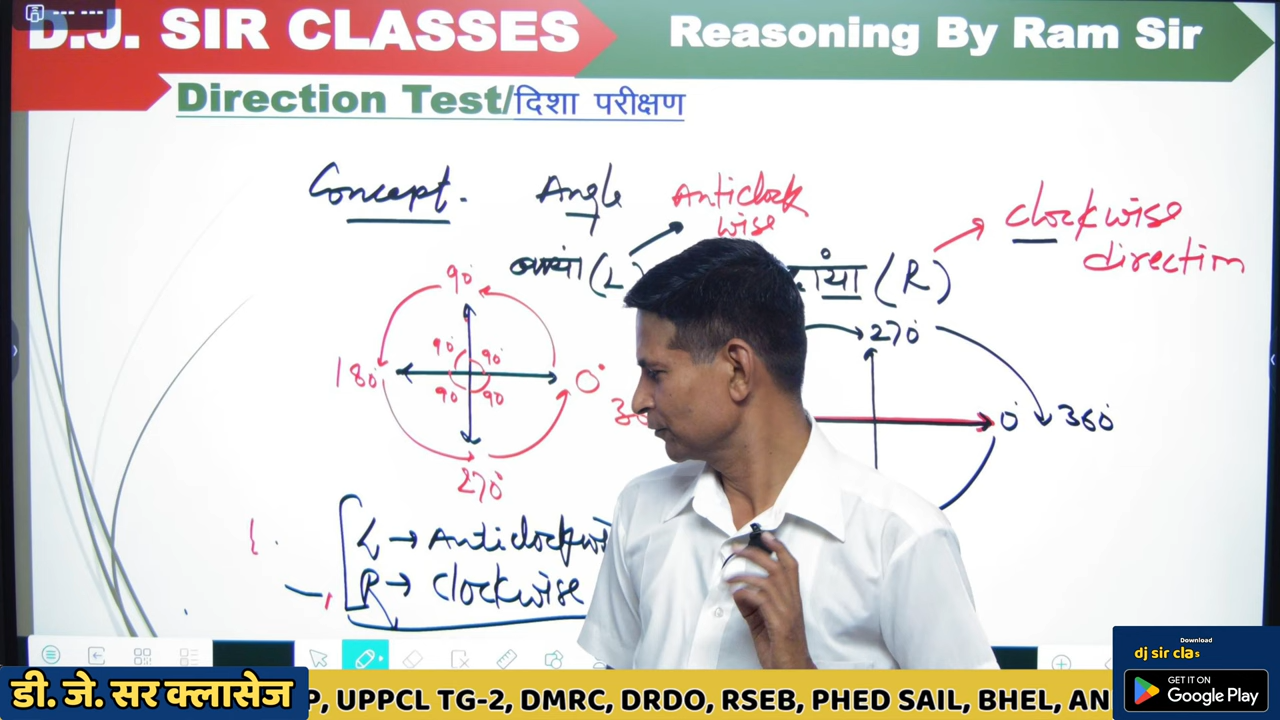 D.J. SIR CLASSES
Reasoning By Ram Sir
Direction Test/दिशा परीक्षण
Concept. Angle
Anticlock
wise
clockwise
direction
बायां (L)
दांया (R)
90°
180°
0°
270°
90° 90°
90 90
270°
0° 360°
L → Anticlockwi
R → Clockwise
डी. जे. सर क्लासेज
P, UPPCL TG-2, DMRC, DRDO, RSEB, PHED SAIL, BHEL, AN
Download
dj sir clas
GET IT ON
Google Play